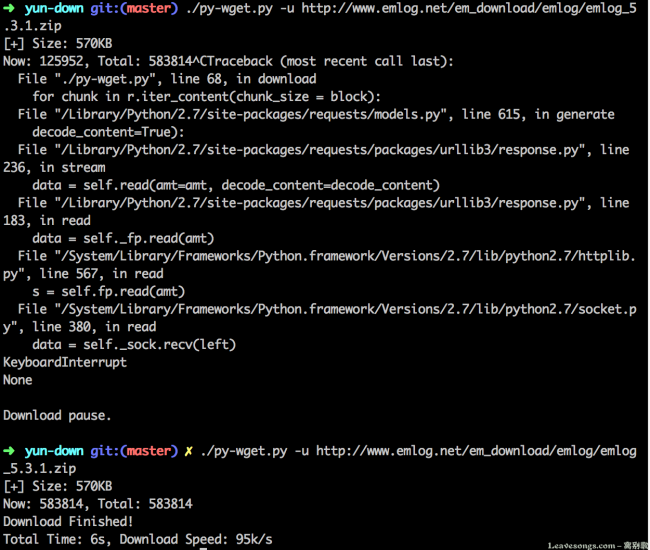 ➜  yun-down git:(master) ./py-wget.py -u http://www.emlog.net/em_download/emlog/emlog_5
.3.1.zip
[+] Size: 570KB
Now: 125952, Total: 583814^CTraceback (most recent call last):
  File "./py-wget.py", line 68, in download
    for chunk in r.iter_content(chunk_size = block):
  File "/Library/Python/2.7/site-packages/requests/models.py", line 615, in generate
    decode_content=True):
  File "/Library/Python/2.7/site-packages/requests/packages/urllib3/response.py", line
236, in stream
    data = self.read(amt=amt, decode_content=decode_content)
  File "/Library/Python/2.7/site-packages/requests/packages/urllib3/response.py", line
183, in read
    data = self._fp.read(amt)
  File "/System/Library/Frameworks/Python.framework/Versions/2.7/lib/python2.7/httplib.
py", line 567, in read
    s = self.fp.read(amt)
  File "/System/Library/Frameworks/Python.framework/Versions/2.7/lib/python2.7/socket.p
y", line 380, in read
    data = self._sock.recv(left)
KeyboardInterrupt
None

Download pause.

➜  yun-down git:(master) ✗ ./py-wget.py -u http://www.emlog.net/em_download/emlog/emlog
_5.3.1.zip
[+] Size: 570KB
Now: 583814, Total: 583814
Download Finished!
Total Time: 6s, Download Speed: 95k/s
Leavesongs.com - 离别歌